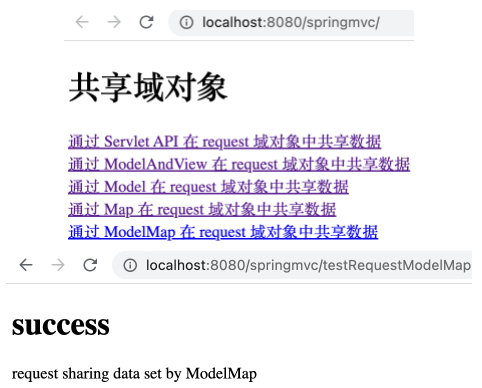 localhost:8080/springmvc/
共享域对象
通过 Servlet API 在 request 域对象中共享数据
通过 ModelAndView 在 request 域对象中共享数据
通过 Model 在 request 域对象中共享数据
通过 Map 在 request 域对象中共享数据
通过 ModelMap 在 request 域对象中共享数据
localhost:8080/springmvc/testRequestModelMap
success
request sharing data set by ModelMap